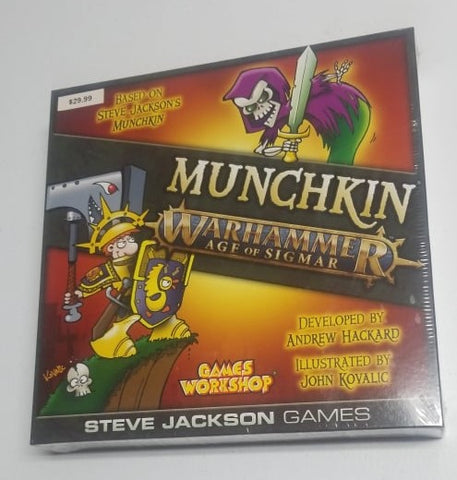 $29.99
BASED ON
STEVE JACKSON'S
MUNCHKIN
MUNCHKIN
WARHAMMER
AGE OF SIGMAR
DEVELOPED BY
ANDREW HACKARD
ILLUSTRATED BY
JOHN KOVALIC
KOVALIC
GAMES
WORKSHOP
STEVE JACKSON GAMES